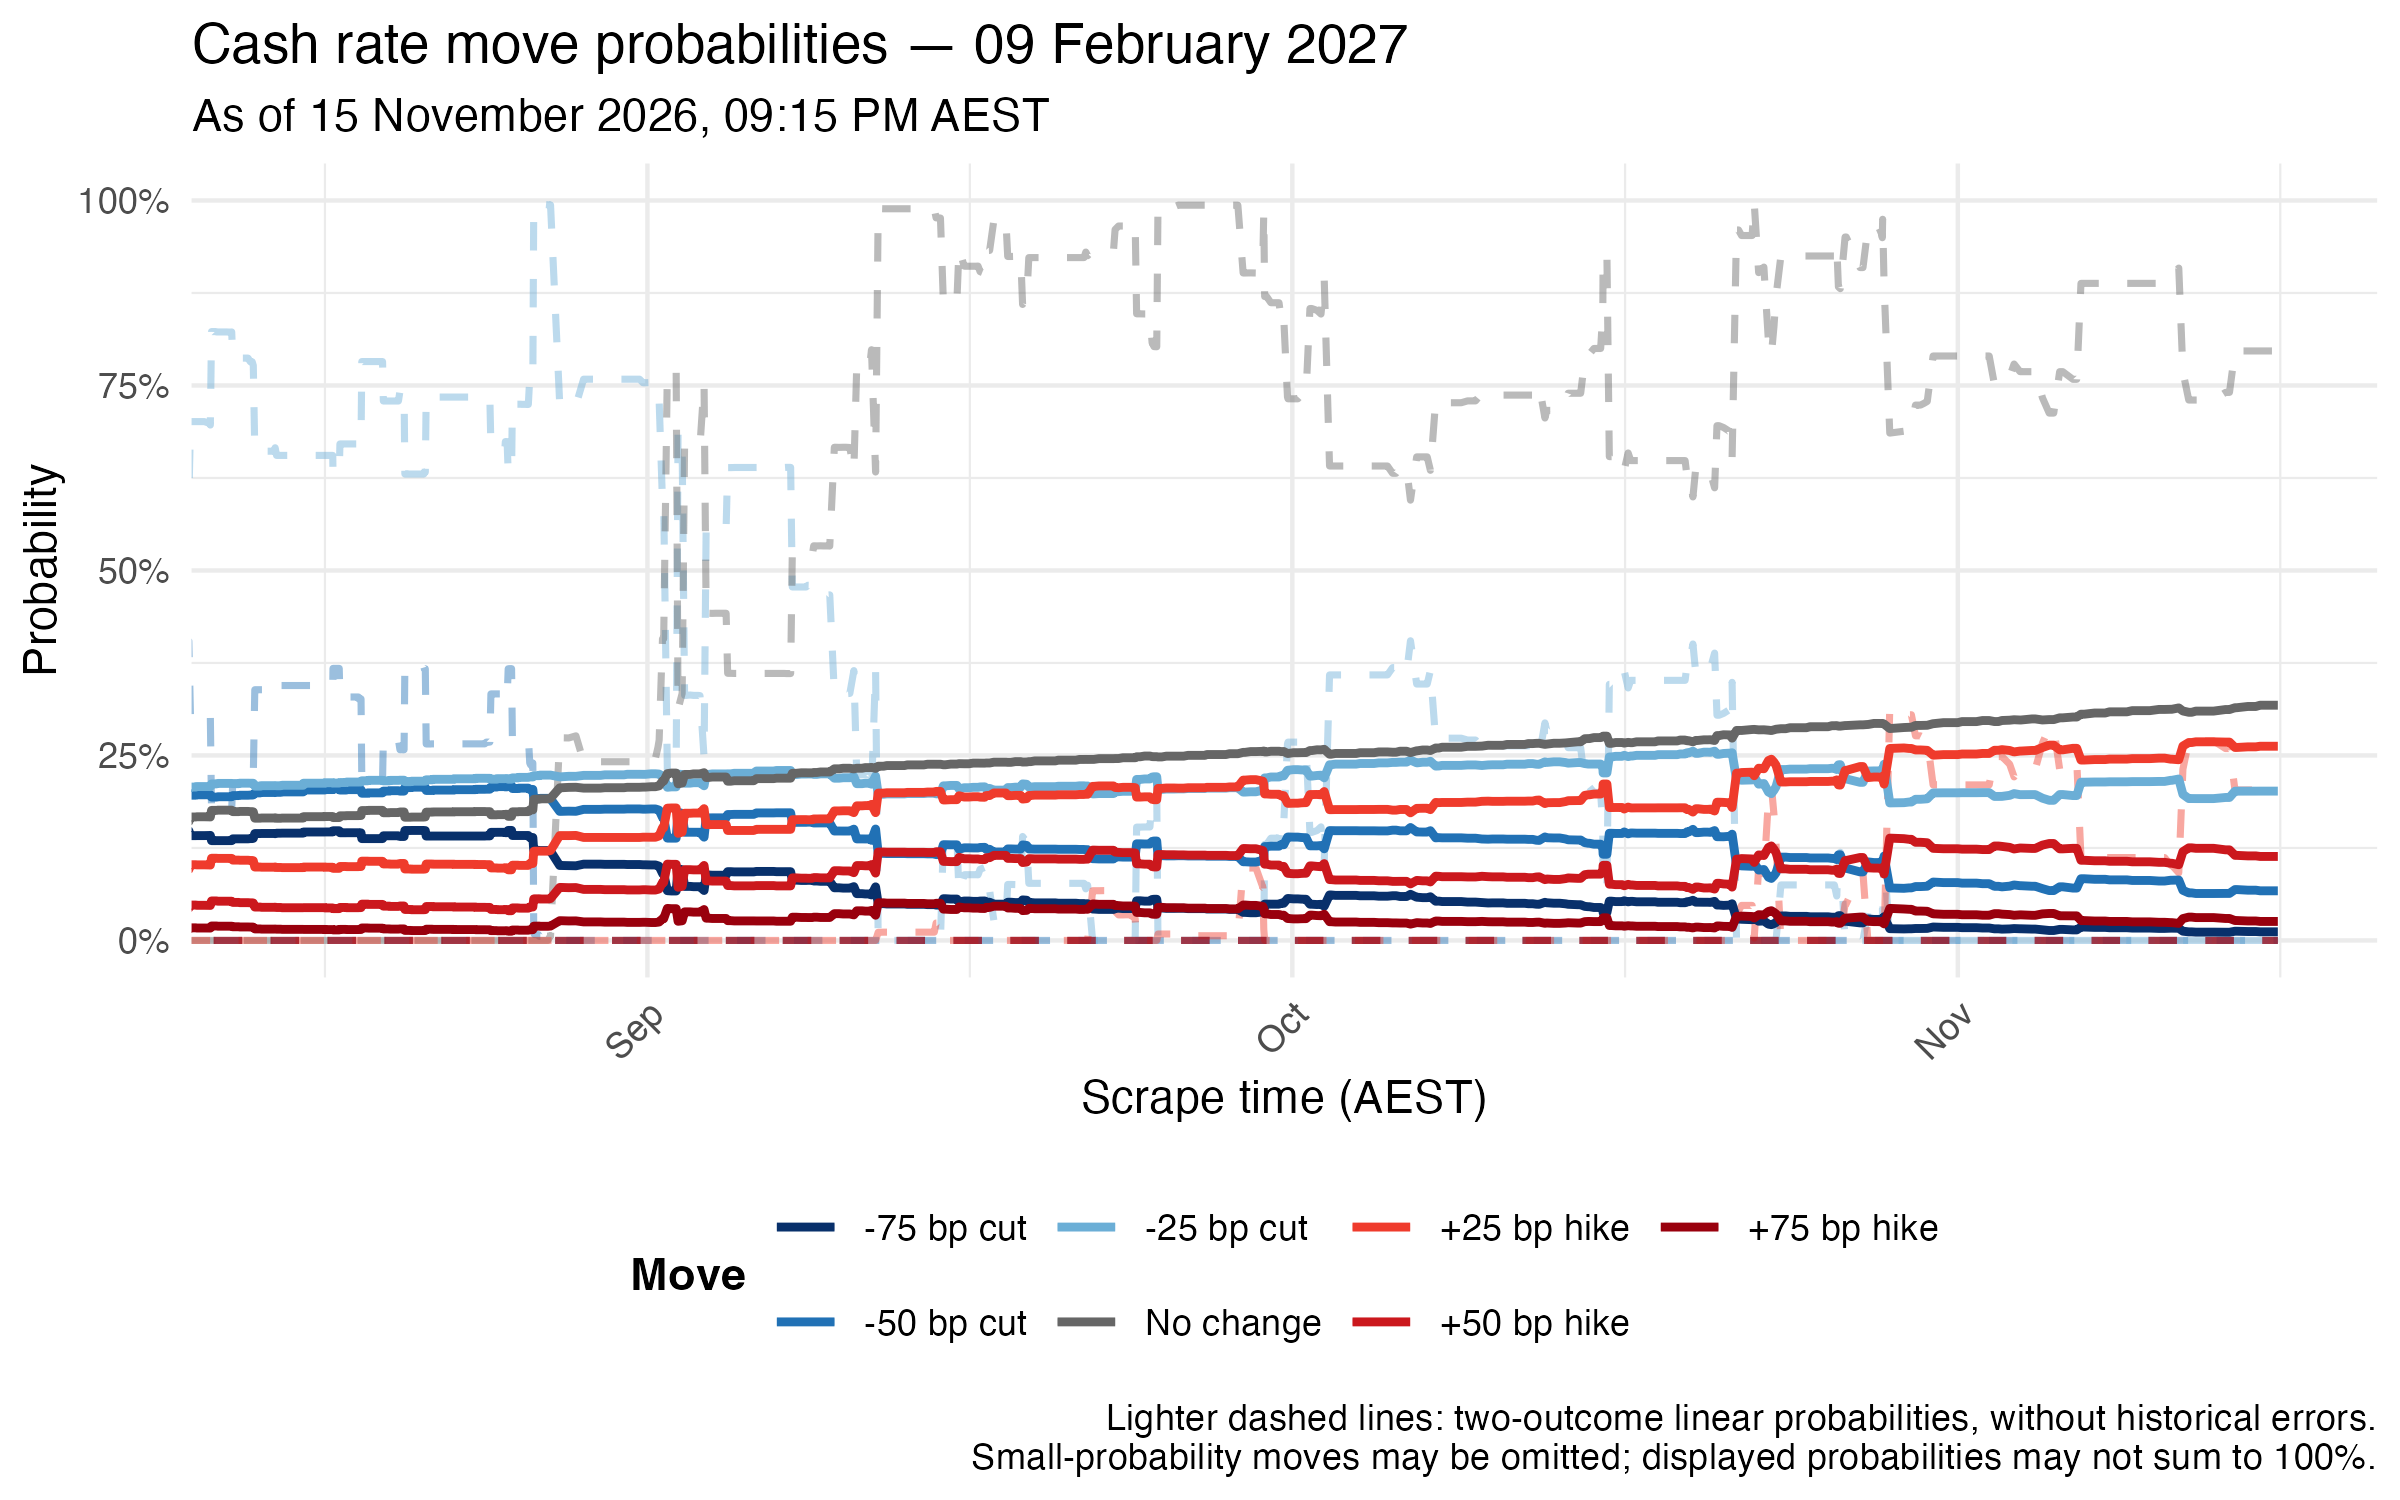 Cash rate move probabilities — 09 February 2027
As of 15 November 2026, 09:15 PM AEST
100%
75%
50%
25%
0%
Probability
Sep
Oct
Nov
Scrape time (AEST)
Move
-75 bp cut
-25 bp cut
+25 bp hike
+75 bp hike
-50 bp cut
No change
+50 bp hike
Lighter dashed lines: two-outcome linear probabilities, without historical errors.
Small-probability moves may be omitted; displayed probabilities may not sum to 100%.